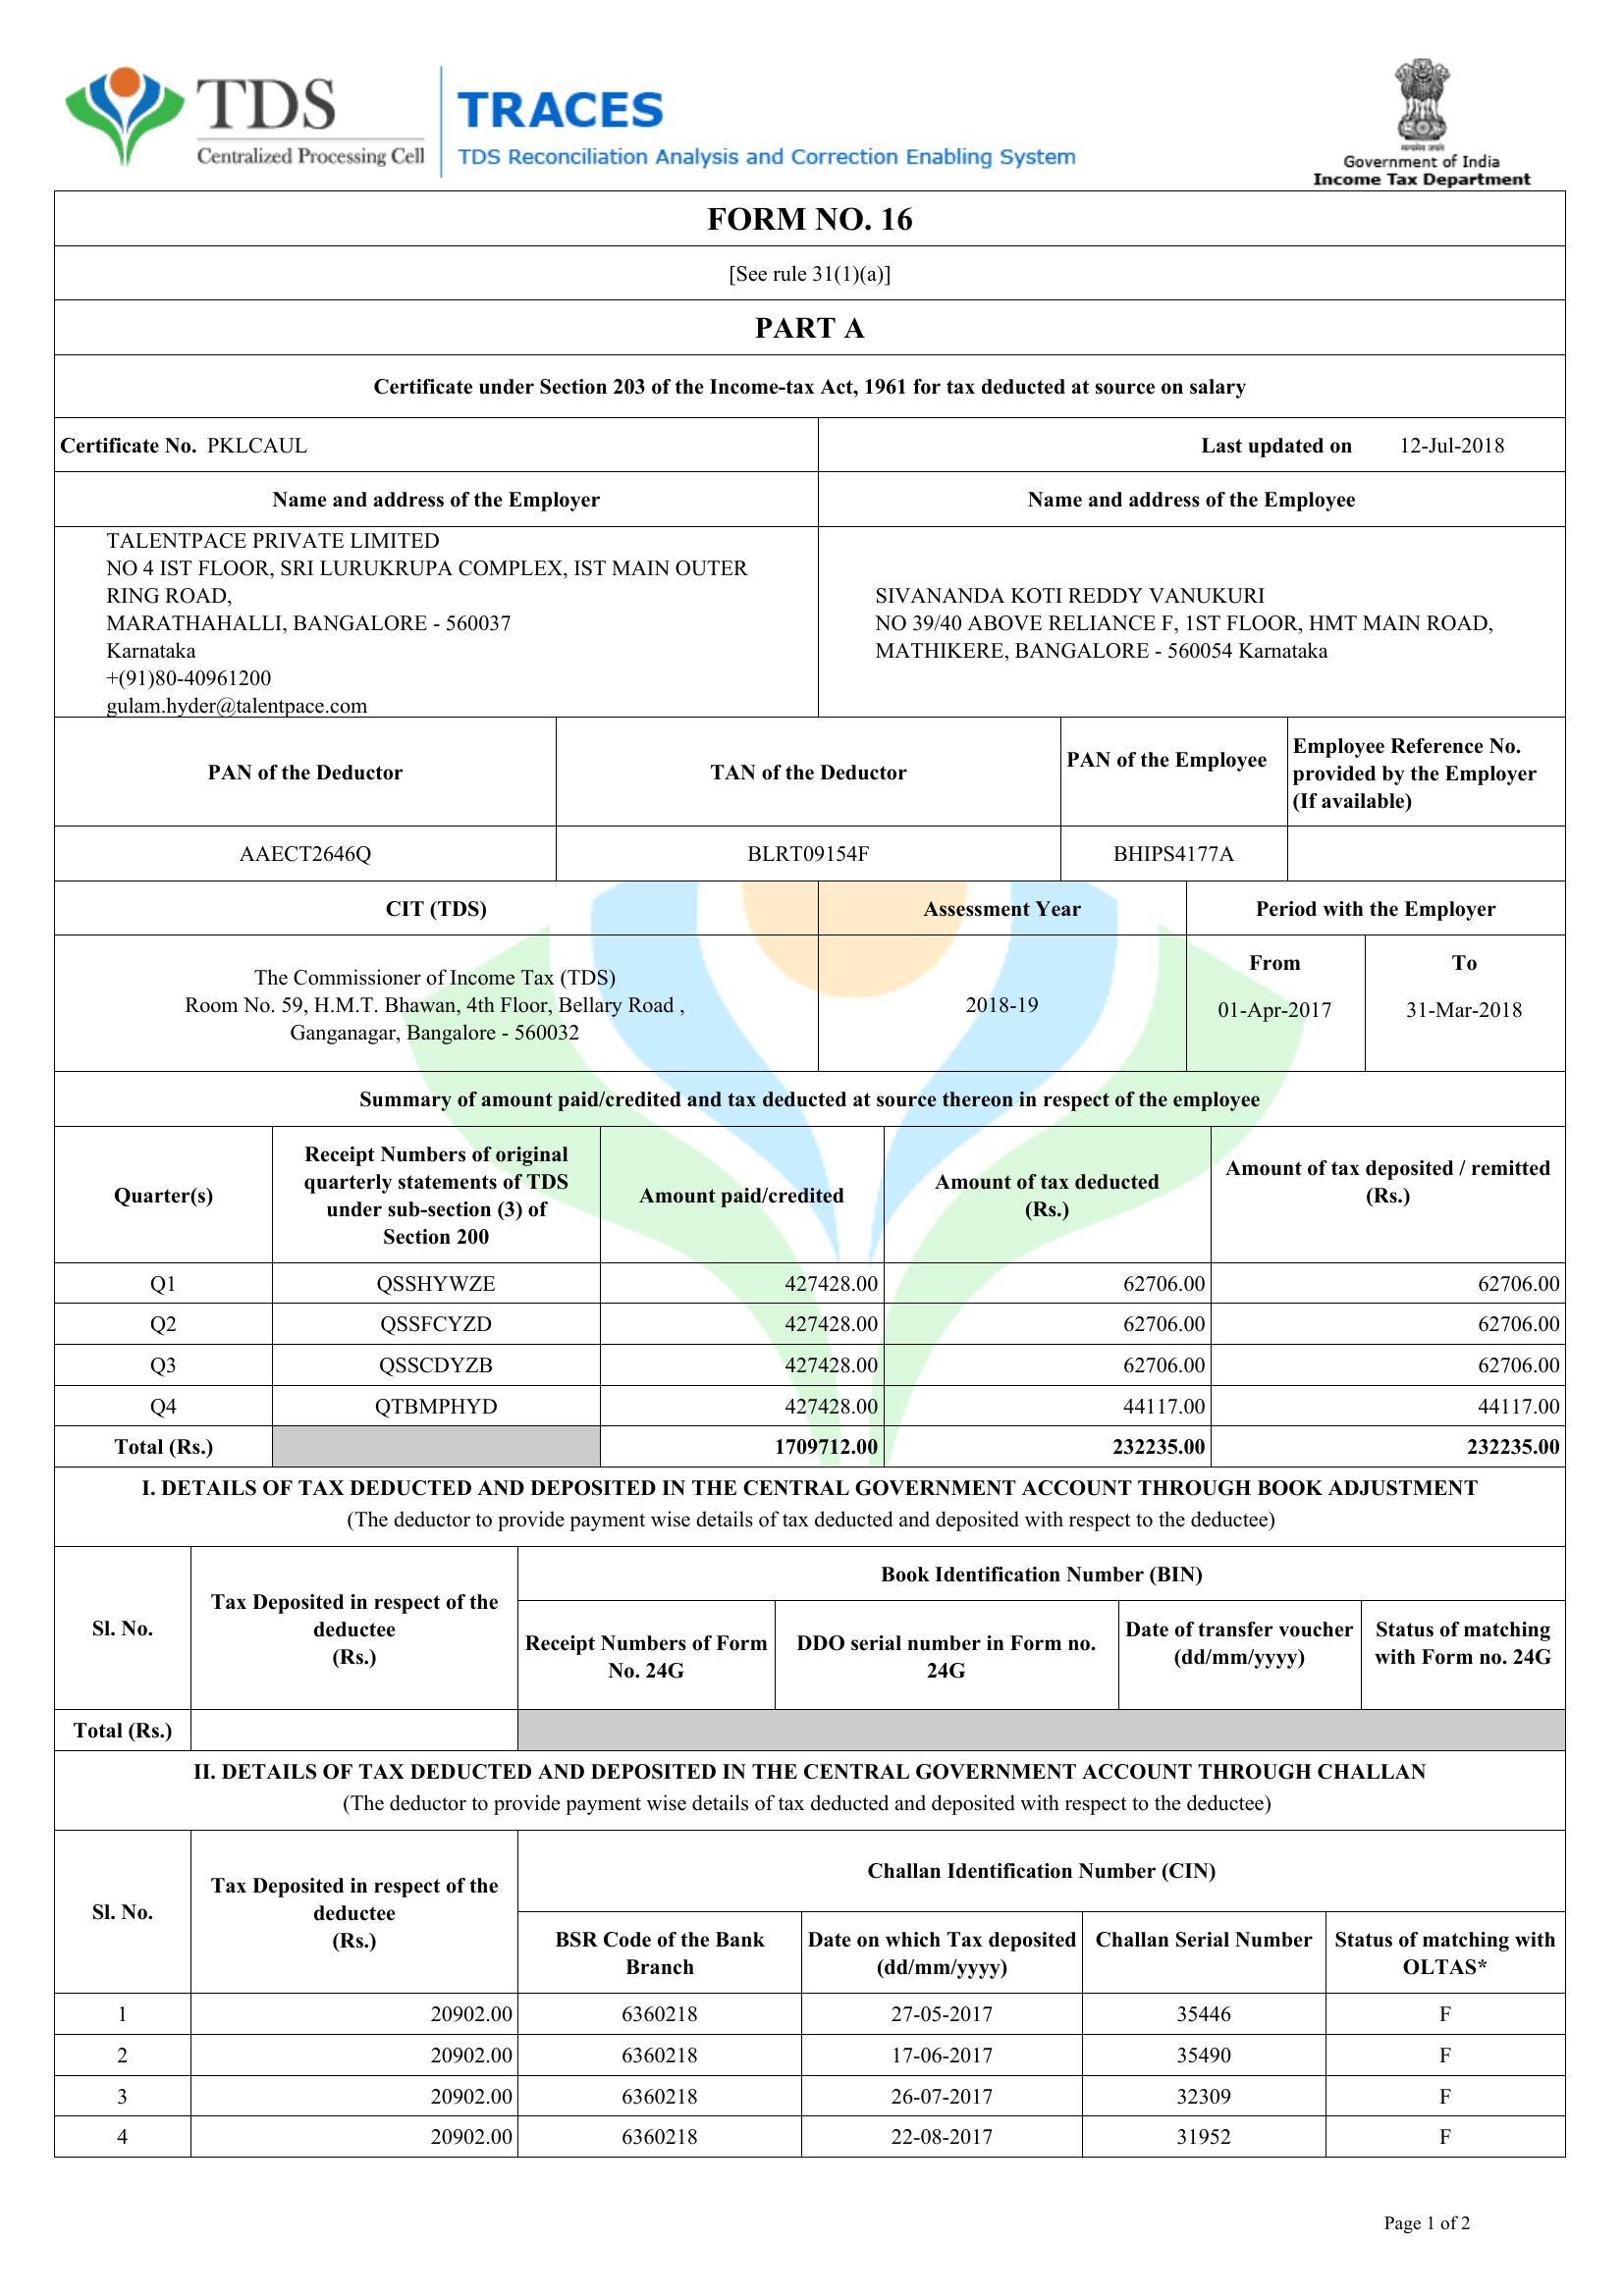 TDS
Centralized Processing Cell
TRACES
TDS Reconciliation Analysis and Correction Enabling System
Government of India
Income Tax Department
FORM NO. 16
[See rule 31(1)(a)]
PART A
Certificate under Section 203 of the Income-tax Act, 1961 for tax deducted at source on salary
Certificate No. PKLCAUL
Last updated on 12-Jul-2018
Name and address of the Employer
Name and address of the Employee
TALENTPACE PRIVATE LIMITED
NO 4 IST FLOOR, SRI LURUKRUPA COMPLEX, IST MAIN OUTER
RING ROAD,
MARATHAHALLI, BANGALORE - 560037
Karnataka
+(91)80-40961200
gulam.hyder@talentpace.com
SIVANANDA KOTI REDDY VANUKURI
NO 39/40 ABOVE RELIANCE F, 1ST FLOOR, HMT MAIN ROAD,
MATHIKERE, BANGALORE - 560054 Karnataka
PAN of the Deductor
TAN of the Deductor
PAN of the Employee
Employee Reference No.
provided by the Employer
(If available)
AAECT2646Q
BLRT09154F
BHIPS4177A
CIT (TDS)
Assessment Year
Period with the Employer
The Commissioner of Income Tax (TDS)
Room No. 59, H.M.T. Bhawan, 4th Floor, Bellary Road ,
Ganganagar, Bangalore - 560032
2018-19
From
To
01-Apr-2017
31-Mar-2018
Summary of amount paid/credited and tax deducted at source thereon in respect of the employee
Quarter(s)
Receipt Numbers of original
quarterly statements of TDS
under sub-section (3) of
Section 200
Amount paid/credited
Amount of tax deducted
(Rs.)
Amount of tax deposited / remitted
(Rs.)
Q1 QSSHYWZE 427428.00 62706.00 62706.00
Q2 QSSFCYZD 427428.00 62706.00 62706.00
Q3 QSSCDYZB 427428.00 62706.00 62706.00
Q4 QTBMPHYD 427428.00 44117.00 44117.00
Total (Rs.) 1709712.00 232235.00 232235.00
I. DETAILS OF TAX DEDUCTED AND DEPOSITED IN THE CENTRAL GOVERNMENT ACCOUNT THROUGH BOOK ADJUSTMENT
(The deductor to provide payment wise details of tax deducted and deposited with respect to the deductee)
Sl. No.
Tax Deposited in respect of the
deductee
(Rs.)
Book Identification Number (BIN)
Receipt Numbers of Form
No. 24G
DDO serial number in Form no.
24G
Date of transfer voucher
(dd/mm/yyyy)
Status of matching
with Form no. 24G
Total (Rs.)
II. DETAILS OF TAX DEDUCTED AND DEPOSITED IN THE CENTRAL GOVERNMENT ACCOUNT THROUGH CHALLAN
(The deductor to provide payment wise details of tax deducted and deposited with respect to the deductee)
Sl. No.
Tax Deposited in respect of the
deductee
(Rs.)
Challan Identification Number (CIN)
BSR Code of the Bank
Branch
Date on which Tax deposited
(dd/mm/yyyy)
Challan Serial Number
Status of matching with
OLTAS*
1 20902.00 6360218 27-05-2017 35446 F
2 20902.00 6360218 17-06-2017 35490 F
3 20902.00 6360218 26-07-2017 32309 F
4 20902.00 6360218 22-08-2017 31952 F
Page 1 of 2